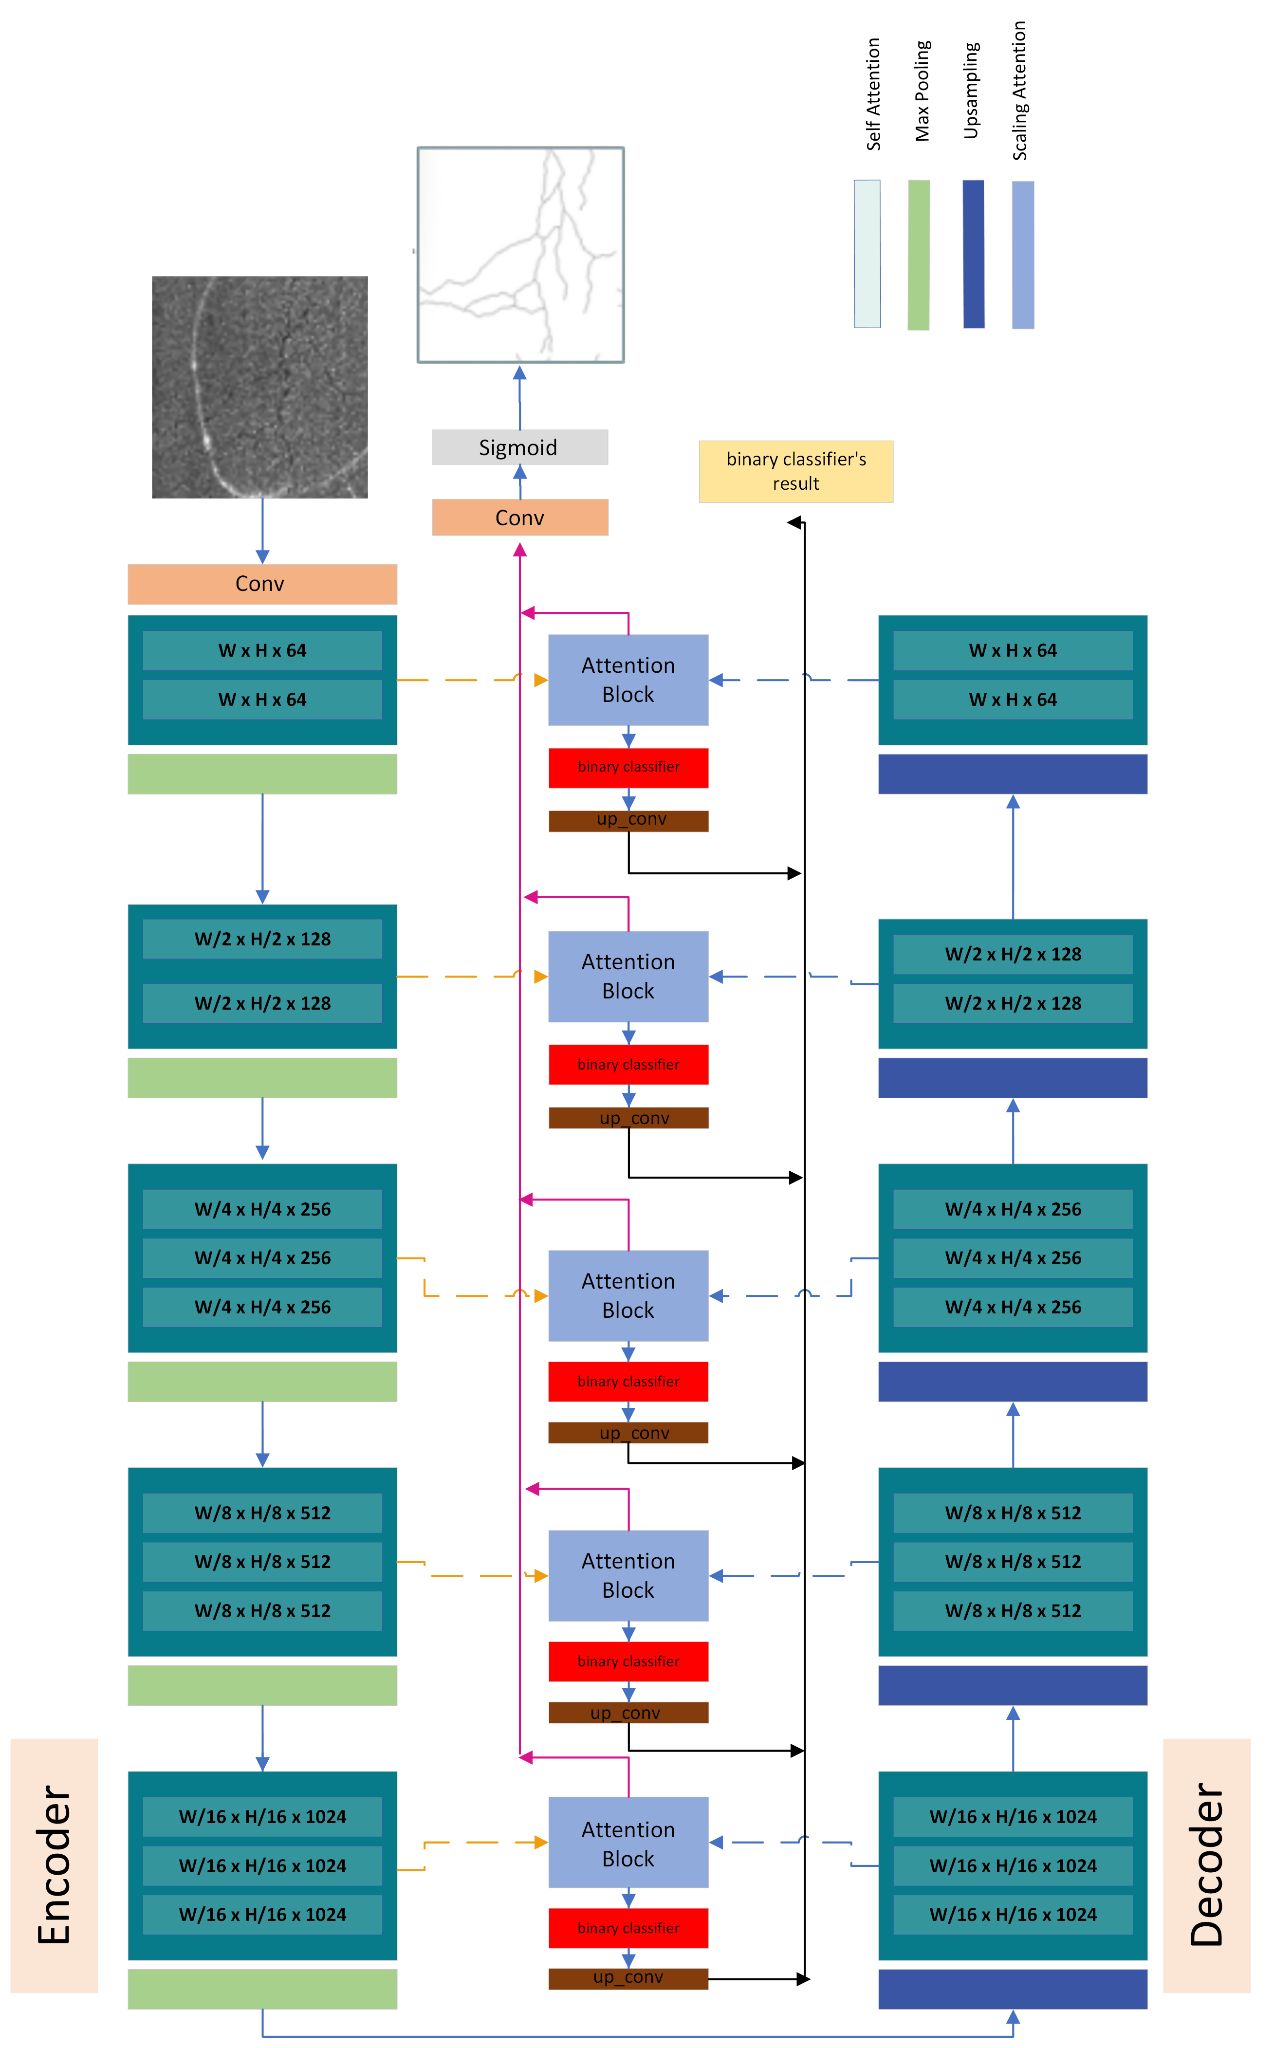 Self Attention
Max Pooling
Upsampling
Scaling Attention
Sigmoid
Conv
binary classifier's
result
Conv
W x H x 64
W x H x 64
Attention
Block
binary classifier
up_conv
W x H x 64
W x H x 64
W/2 x H/2 x 128
W/2 x H/2 x 128
Attention
Block
binary classifier
up_conv
W/2 x H/2 x 128
W/2 x H/2 x 128
W/4 x H/4 x 256
W/4 x H/4 x 256
W/4 x H/4 x 256
Attention
Block
binary classifier
up_conv
W/4 x H/4 x 256
W/4 x H/4 x 256
W/4 x H/4 x 256
W/8 x H/8 x 512
W/8 x H/8 x 512
W/8 x H/8 x 512
Attention
Block
binary classifier
up_conv
W/8 x H/8 x 512
W/8 x H/8 x 512
W/8 x H/8 x 512
Encoder
W/16 x H/16 x 1024
W/16 x H/16 x 1024
W/16 x H/16 x 1024
Attention
Block
binary classifier
up_conv
W/16 x H/16 x 1024
W/16 x H/16 x 1024
W/16 x H/16 x 1024
Decoder